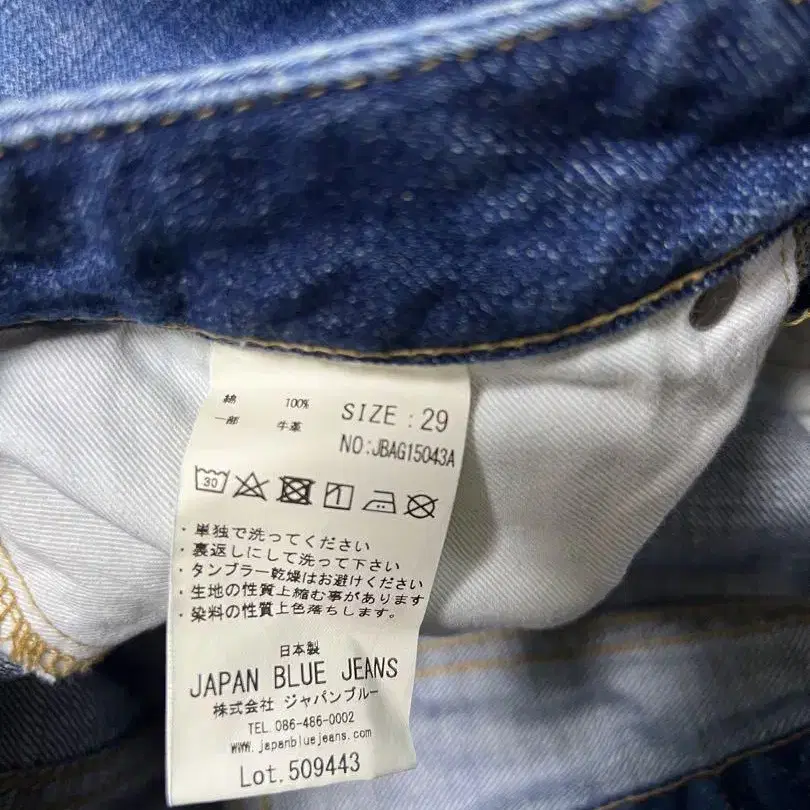 綿 100%
一部 牛革
SIZE : 29
NO:JBAG15043A
30
・単独で洗ってください
・裏返しにして洗って下さい
・タンブラー乾燥はお避けください
・生地の性質上縮む事があります
・染料の性質上色落ちします。
日本製
JAPAN BLUE JEANS
株式会社 ジャパンブルー
TEL.086-486-0002
www.japanbluejeans.com
Lot.509443